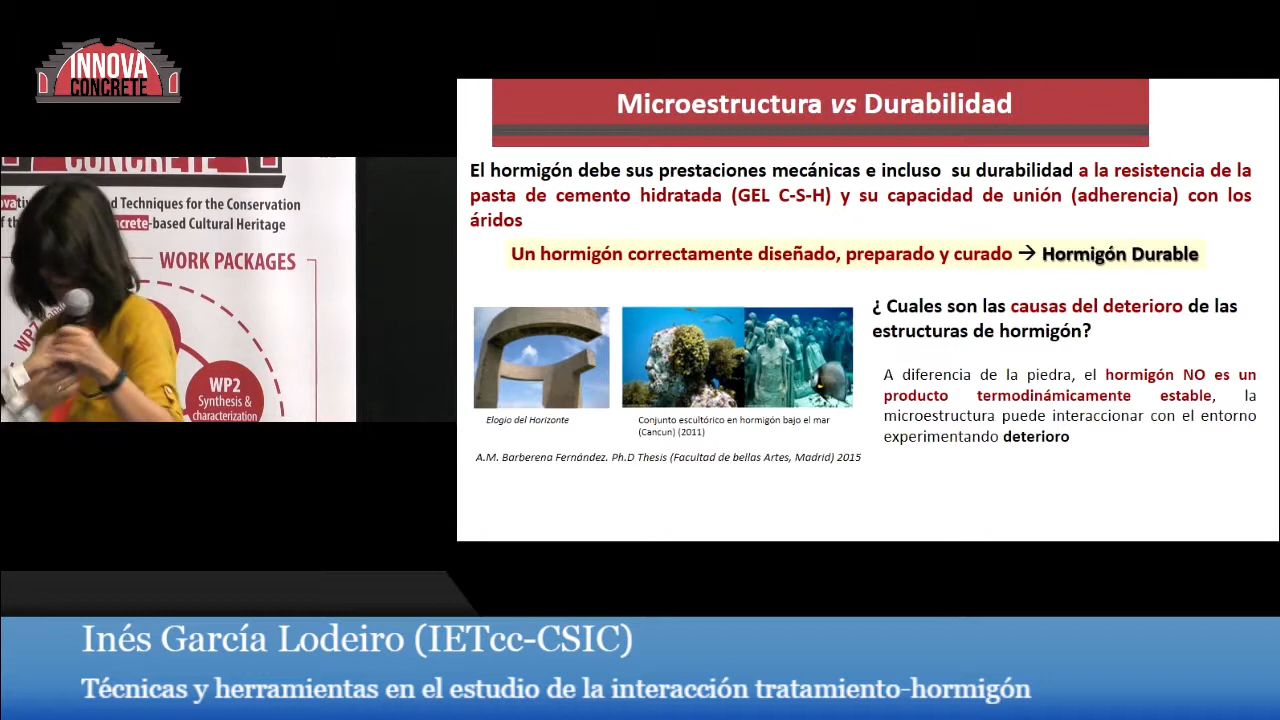 INNOVA
CONCRETE
CONCRETE
Techniques for the Conservation
concrete-based Cultural Heritage
WORK PACKAGES
WP7
WP2
Synthesis &
characterization
Microestructura vs Durabilidad
El hormigón debe sus prestaciones mecánicas e incluso su durabilidad a la resistencia de la
pasta de cemento hidratada (GEL C-S-H) y su capacidad de unión (adherencia) con los
áridos
Un hormigón correctamente diseñado, preparado y curado → Hormigón Durable
¿ Cuales son las causas del deterioro de las
estructuras de hormigón?
A diferencia de la piedra, el hormigón NO es un
producto termodinámicamente estable, la
microestructura puede interaccionar con el entorno
experimentando deterioro
Elogio del Horizonte
Conjunto escultórico en hormigón bajo el mar
(Cancun) (2011)
A.M. Barberena Fernández. Ph.D Thesis (Facultad de bellas Artes, Madrid) 2015
Inés García Lodeiro (IETcc-CSIC)
Técnicas y herramientas en el estudio de la interacción tratamiento-hormigón